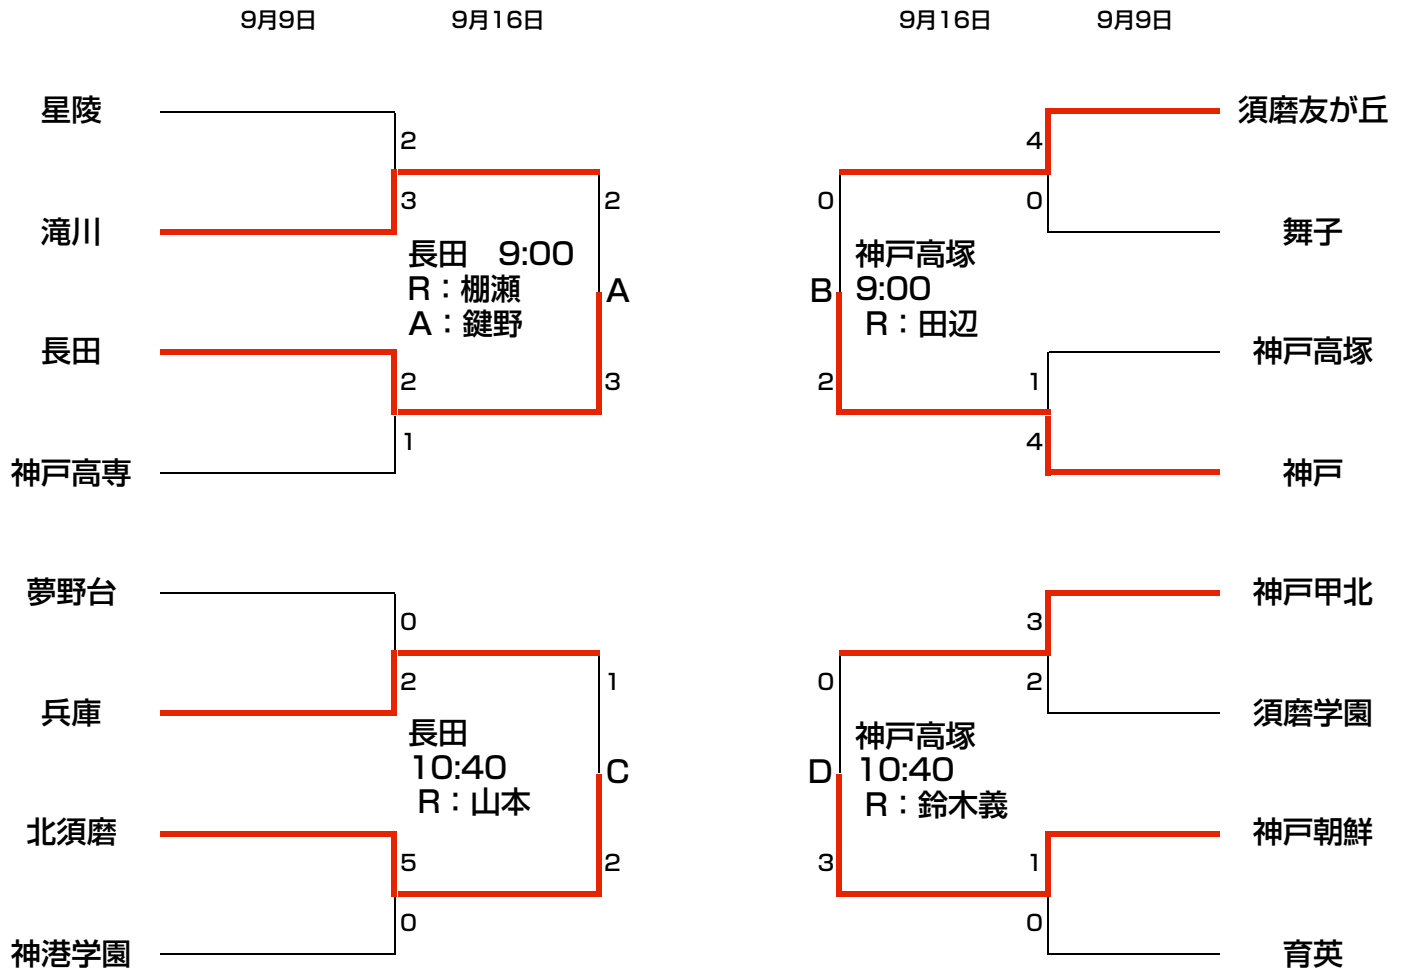 9月9日
9月16日
9月16日
9月9日
星陵
須磨友が丘
2
4
3
2
0
0
滝川
舞子
長田　9:00
R：棚瀬
A：鍵野
A
神戸高塚
9:00
R：田辺
B
長田
神戸高塚
2
3
2
1
1
4
神戸高専
神戸
夢野台
神戸甲北
0
3
2
1
0
2
兵庫
須磨学園
長田
10:40
R：山本
C
神戸高塚
10:40
R：鈴木義
D
北須磨
神戸朝鮮
5
2
3
1
0
0
神港学園
育英